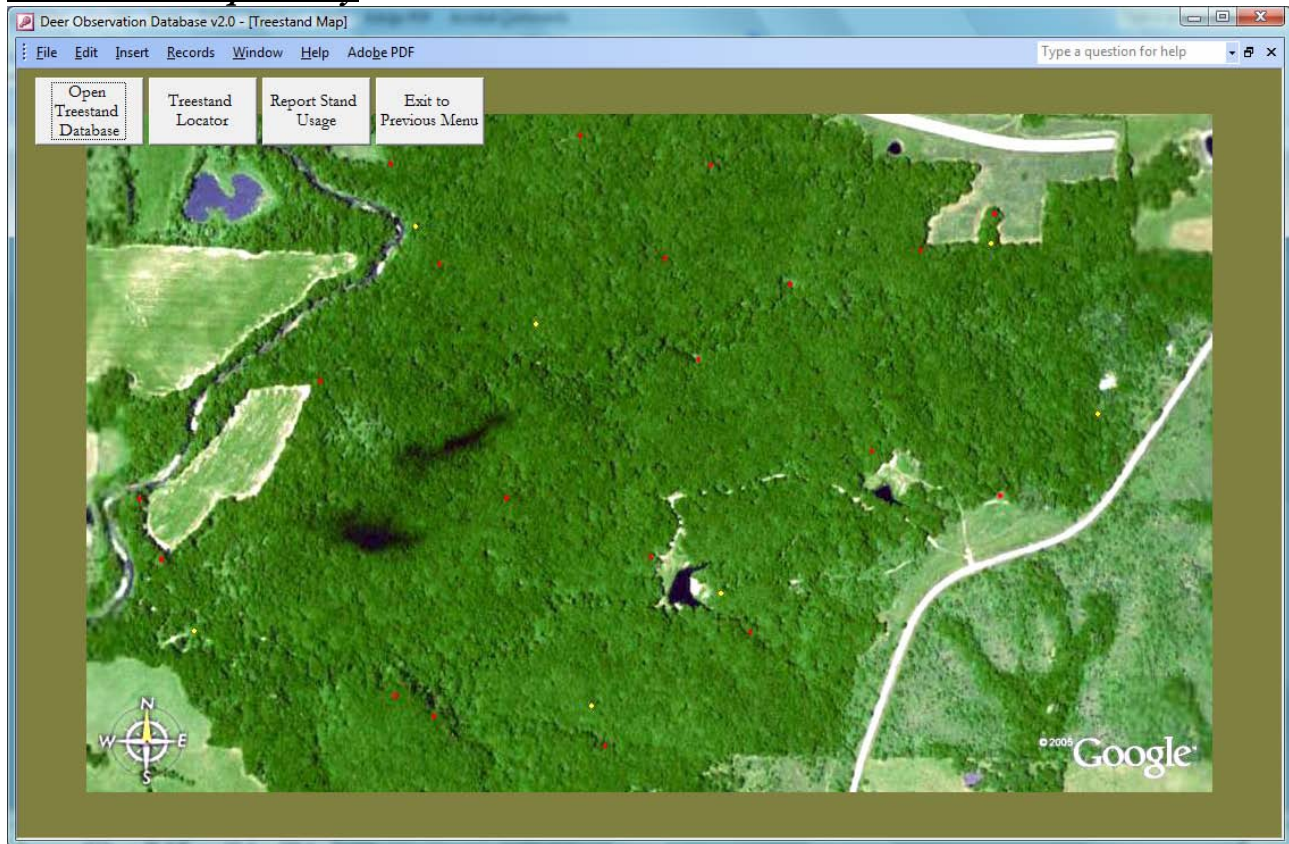 Deer Observation Database v2.0 - [Treestand Map]
File Edit Insert Records Window Help Adobe PDF
Type a question for help
Open
Treestand
Database
Treestand
Locator
Report Stand
Usage
Exit to
Previous Menu
N
W E
S
©2005 Google